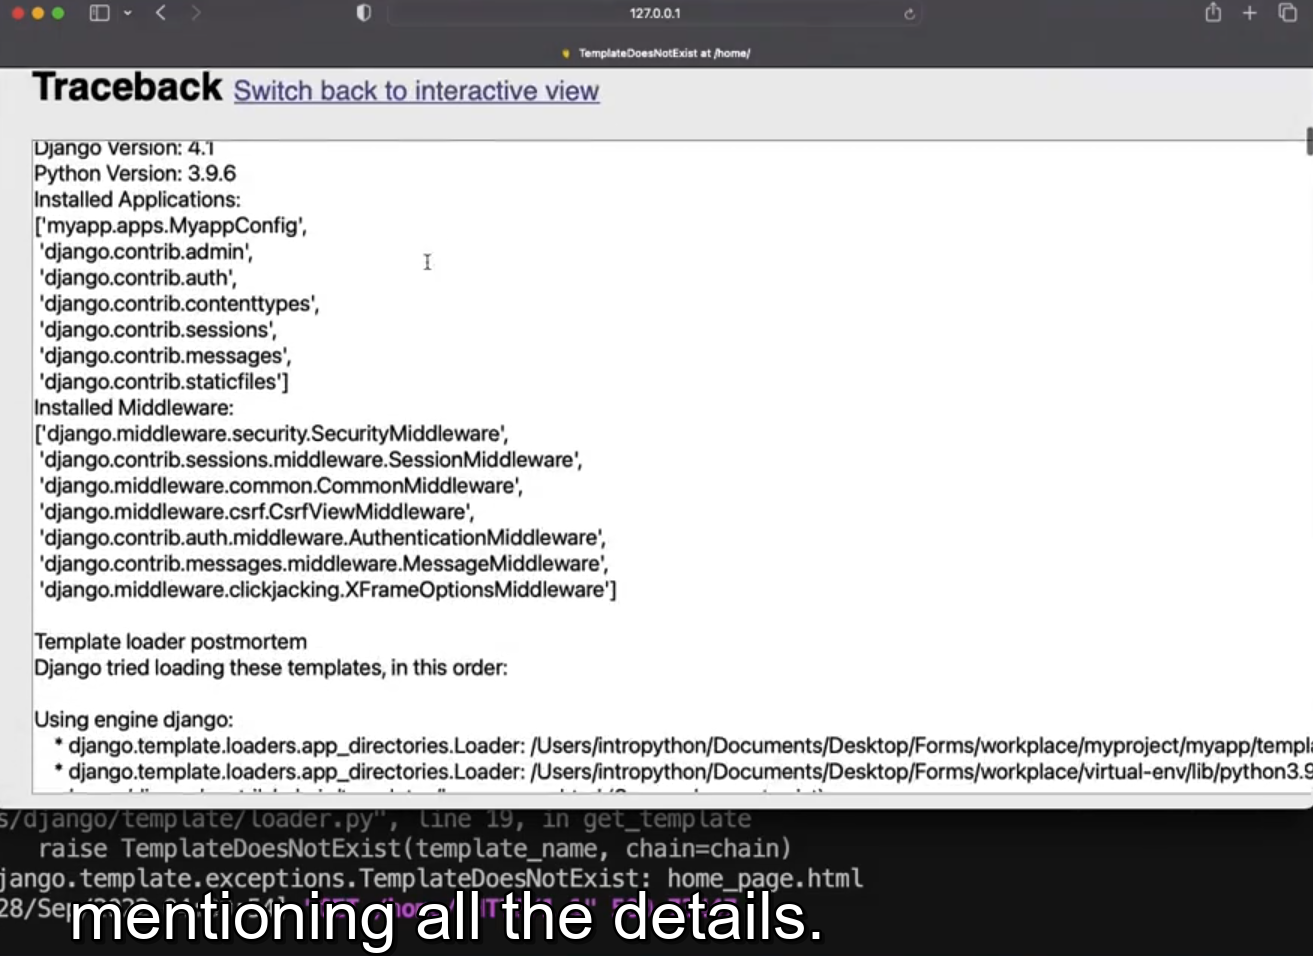 127.0.0.1
TemplateDoesNotExist at /home/
Traceback Switch back to interactive view
Django Version: 4.1
Python Version: 3.9.6
Installed Applications:
['myapp.apps.MyappConfig',
'django.contrib.admin',
'django.contrib.auth',
'django.contrib.contenttypes',
'django.contrib.sessions',
'django.contrib.messages',
'django.contrib.staticfiles']
Installed Middleware:
['django.middleware.security.SecurityMiddleware',
'django.contrib.sessions.middleware.SessionMiddleware',
'django.middleware.common.CommonMiddleware',
'django.middleware.csrf.CsrfViewMiddleware',
'django.contrib.auth.middleware.AuthenticationMiddleware',
'django.contrib.messages.middleware.MessageMiddleware',
'django.middleware.clickjacking.XFrameOptionsMiddleware']
Template loader postmortem
Django tried loading these templates, in this order:
Using engine django:
* django.template.loaders.app_directories.Loader: /Users/intropython/Documents/Desktop/Forms/workplace/myproject/myapp/templa
* django.template.loaders.app_directories.Loader: /Users/intropython/Documents/Desktop/Forms/workplace/virtual-env/lib/python3.9
s/django/template/loader.py", line 19, in get_template
raise TemplateDoesNotExist(template_name, chain=chain)
jango.template.exceptions.TemplateDoesNotExist: home_page.html
mentioning all the details.